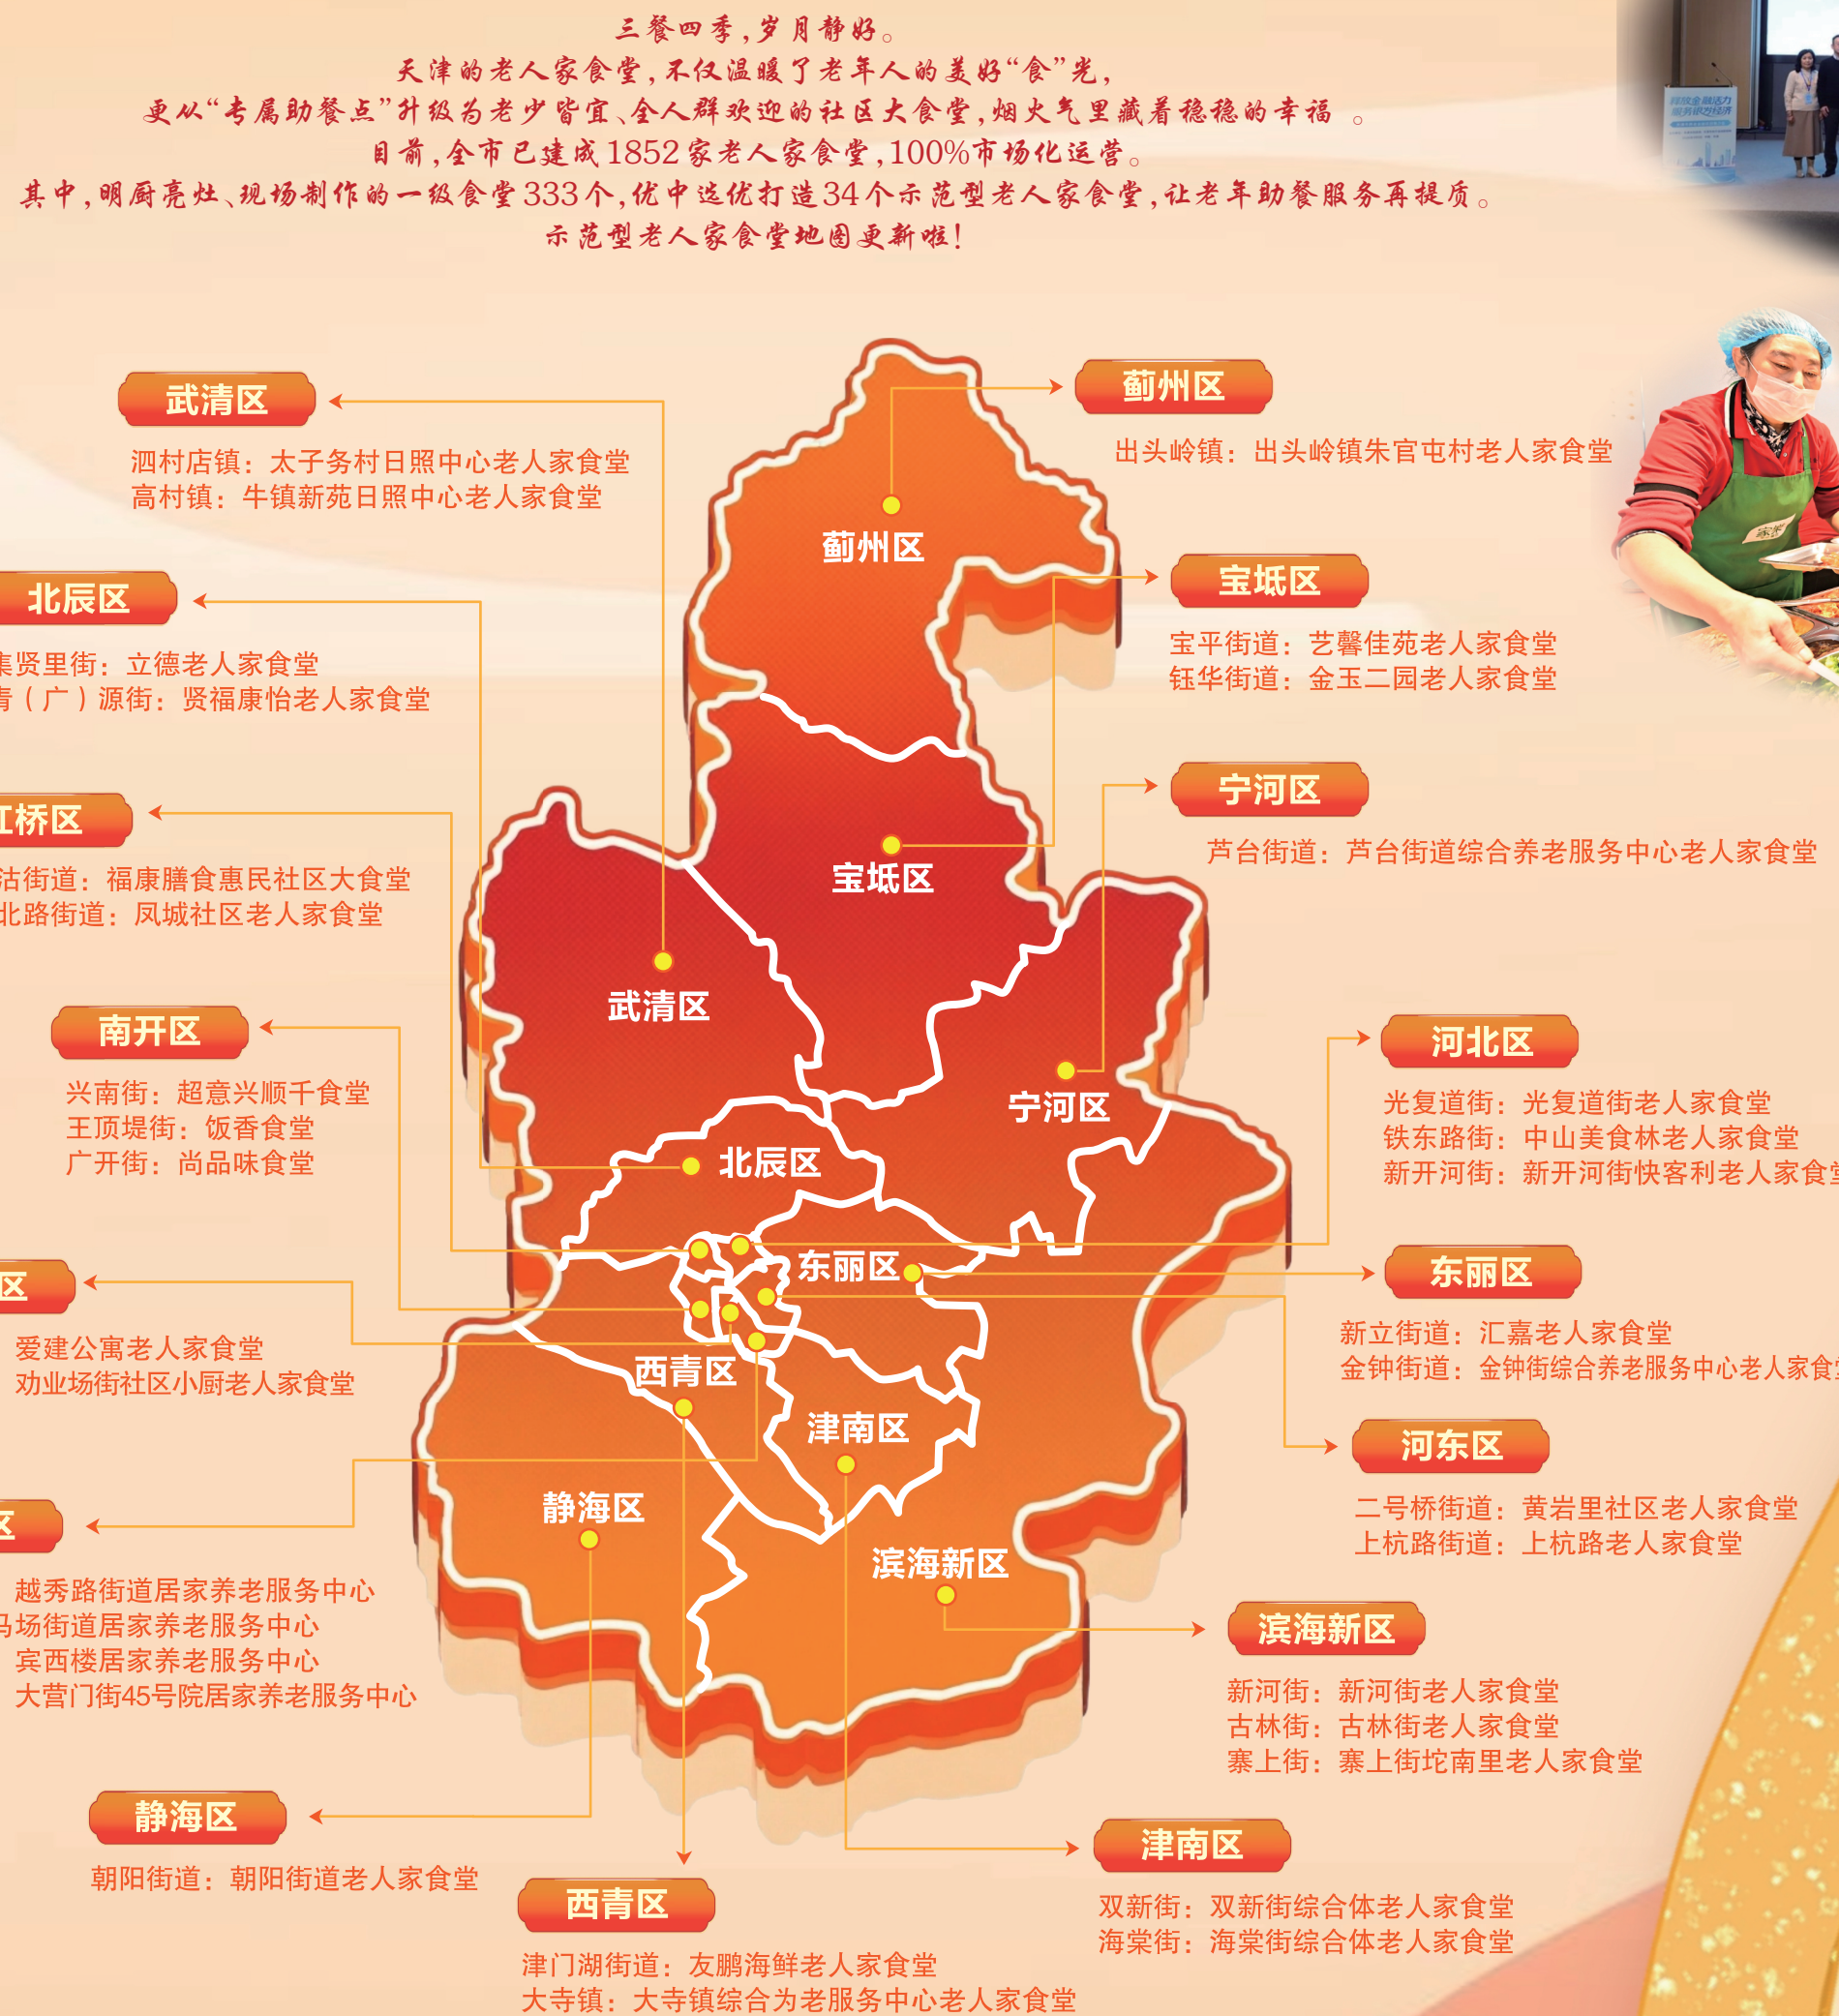 三餐四季,岁月静好。
天津的老人家食堂,不仅温暖了老年人的美好“食”光,
更从“专属助餐点”升级为老少皆宜、全人群欢迎的社区大食堂,烟火气里藏着稳稳的幸福 。
目前,全市已建成1852家老人家食堂,100%市场化运营。
其中,明厨亮灶、现场制作的一级食堂333个,优中选优打造34个示范型老人家食堂,让老年助餐服务再提质。
示范型老人家食堂地图更新啦!
释放金融活力
服务银发经济
武清区
泗村店镇：太子务村日照中心老人家食堂
高村镇：牛镇新苑日照中心老人家食堂
北辰区
集贤里街：立德老人家食堂
青（广）源街：贤福康怡老人家食堂
红桥区
沽街道：福康膳食惠民社区大食堂
北路街道：凤城社区老人家食堂
南开区
兴南街：超意兴顺千食堂
王顶堤街：饭香食堂
广开街：尚品味食堂
区
爱建公寓老人家食堂
劝业场街社区小厨老人家食堂
区
越秀路街道居家养老服务中心
马场街道居家养老服务中心
宾西楼居家养老服务中心
大营门街45号院居家养老服务中心
静海区
朝阳街道：朝阳街道老人家食堂
西青区
津门湖街道：友鹏海鲜老人家食堂
大寺镇：大寺镇综合为老服务中心老人家食堂
蓟州区
宝坻区
武清区
宁河区
北辰区
东丽区
西青区
津南区
静海区
滨海新区
蓟州区
出头岭镇：出头岭镇朱官屯村老人家食堂
宝坻区
宝平街道：艺馨佳苑老人家食堂
钰华街道：金玉二园老人家食堂
宁河区
芦台街道：芦台街道综合养老服务中心老人家食堂
河北区
光复道街：光复道街老人家食堂
铁东路街：中山美食林老人家食堂
新开河街：新开河街快客利老人家食堂
东丽区
新立街道：汇嘉老人家食堂
金钟街道：金钟街综合养老服务中心老人家食堂
河东区
二号桥街道：黄岩里社区老人家食堂
上杭路街道：上杭路老人家食堂
滨海新区
新河街：新河街老人家食堂
古林街：古林街老人家食堂
寨上街：寨上街坨南里老人家食堂
津南区
双新街：双新街综合体老人家食堂
海棠街：海棠街综合体老人家食堂